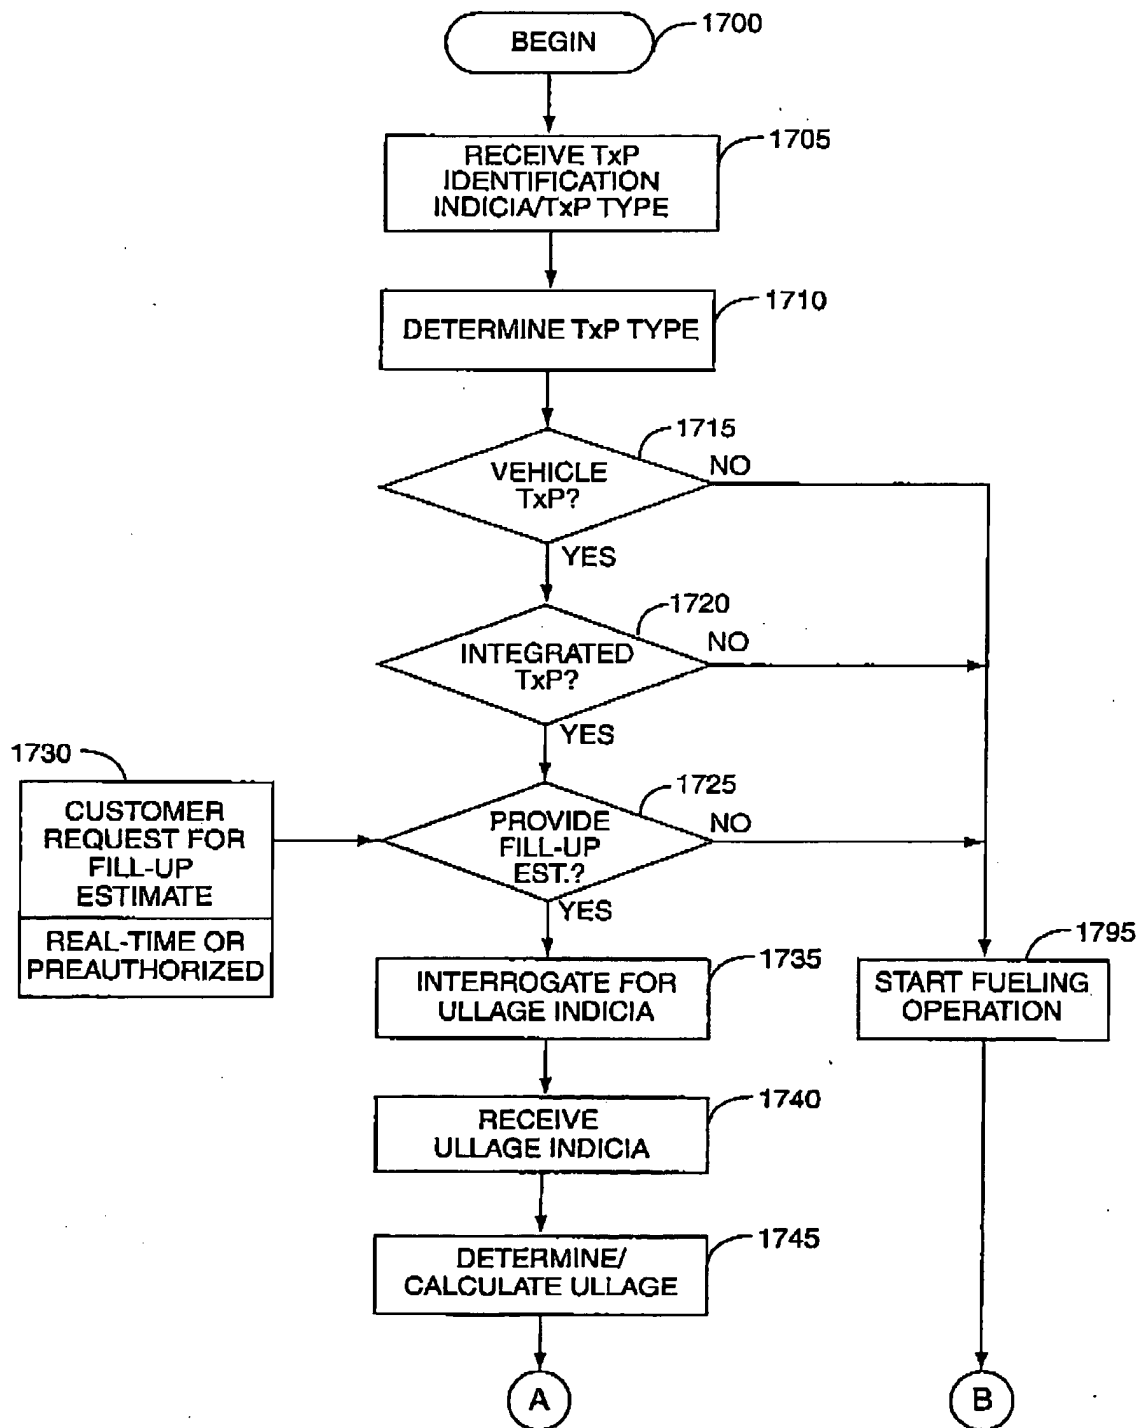 BEGIN
1700
RECEIVE TxP
IDENTIFICATION
INDICIA/TxP TYPE
1705
DETERMINE TxP TYPE
1710
VEHICLE
TxP?
1715
NO
YES
INTEGRATED
TxP?
1720
NO
YES
1730
CUSTOMER
REQUEST FOR
FILL-UP
ESTIMATE
REAL-TIME OR
PREAUTHORIZED
PROVIDE
FILL-UP
EST.?
1725
NO
YES
INTERROGATE FOR
ULLAGE INDICIA
1735
START FUELING
OPERATION
1795
RECEIVE
ULLAGE INDICIA
1740
DETERMINE/
CALCULATE ULLAGE
1745
A
B